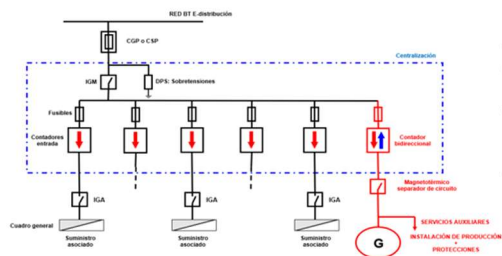 RED BT E-distribución
CGP o CSP
Centralización
IGM
DPS: Sobretensiones
Fusibles
Contadores
entrada
Contador
bidireccional
Magnetotérmico
separador de circuito
IGA
IGA
IGA
Cuadro general
Suministro
asociado
Suministro
asociado
Suministro
asociado
G
SERVICIOS AUXILIARES
INSTALACIÓN DE PRODUCCIÓN
+
PROTECCIONES